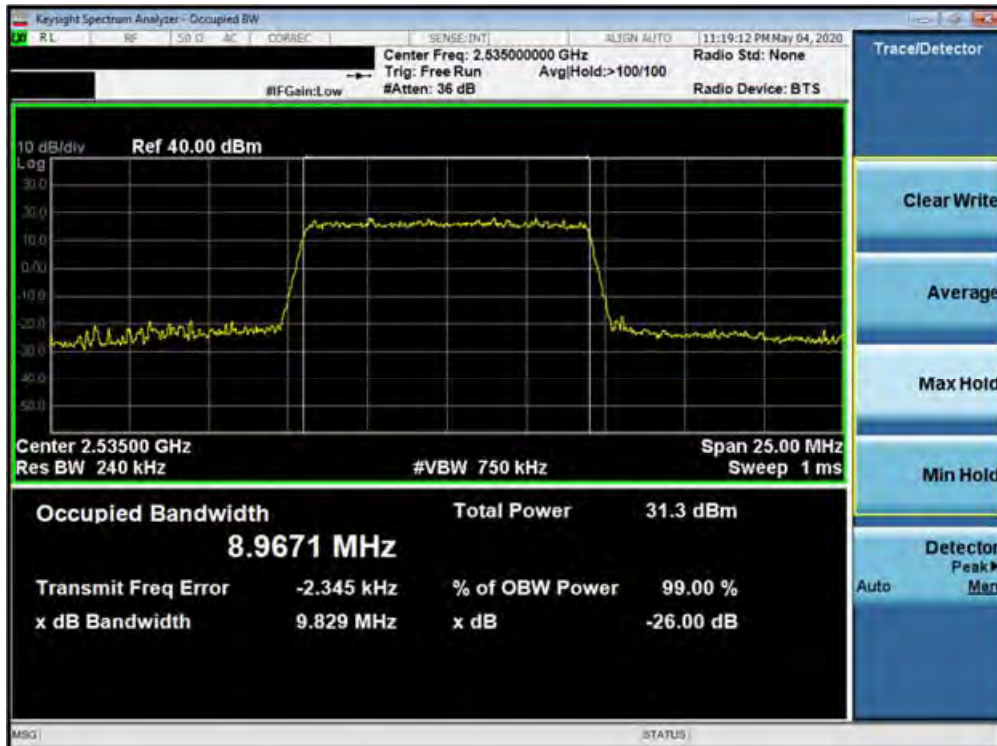 Keysight Spectrum Analyzer - Occupied BW
RL RF 50 Ω AC CORREC SENSE:INT ALIGN AUTO 11:19:12 PM May 04, 2020
Center Freq: 2.535000000 GHz Radio Std: None
Trig: Free Run Avg|Hold:>100/100
#IFGain:Low #Atten: 36 dB Radio Device: BTS
Trace/Detector
10 dB/div Ref 40.00 dBm
Log
30.0
20.0
10.0
0.00
-10.0
-20.0
-30.0
-40.0
-50.0
Center 2.53500 GHz Span 25.00 MHz
Res BW 240 kHz #VBW 750 kHz Sweep 1 ms
Occupied Bandwidth Total Power 31.3 dBm
8.9671 MHz
Transmit Freq Error -2.345 kHz % of OBW Power 99.00 %
x dB Bandwidth 9.829 MHz x dB -26.00 dB
Clear Write
Average
Max Hold
Min Hold
Detector
Peak
Auto Man
MSG STATUS